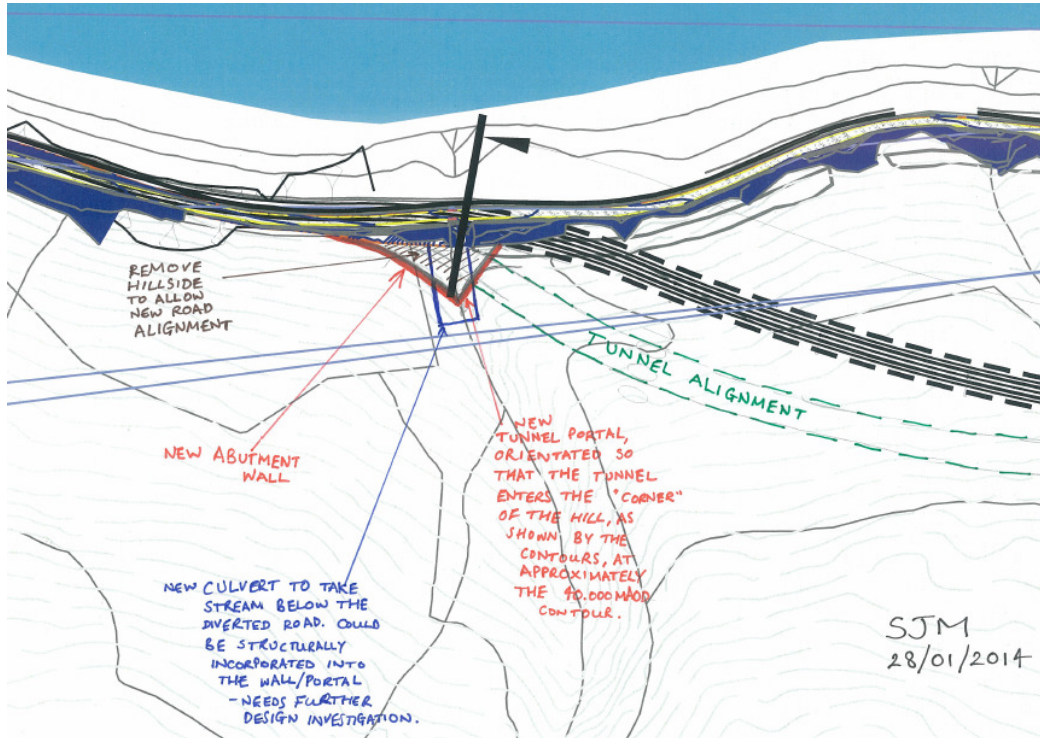 REMOVE
HILLSIDE
TO ALLOW
NEW ROAD
ALIGNMENT
TUNNEL ALIGNMENT
NEW ABUTMENT
WALL
NEW
TUNNEL PORTAL,
ORIENTATED SO
THAT THE TUNNEL
ENTERS THE "CORNER"
OF THE HILL, AS
SHOWN BY THE
CONTOURS, AT
APPROXIMATELY
THE 40.000MAOD
CONTOUR.
NEW CULVERT TO TAKE
STREAM BELOW THE
DIVERTED ROAD. COULD
BE STRUCTURALLY
INCORPORATED INTO
THE WALL/PORTAL
-NEEDS FURTHER
DESIGN INVESTIGATION.
SJM
28/01/2014